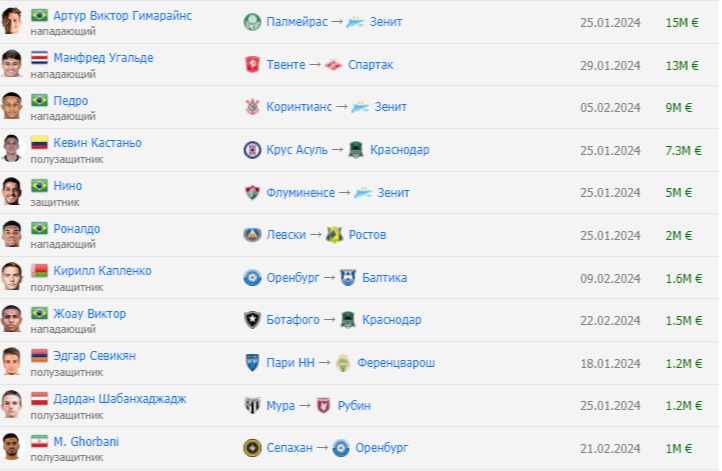 Артур Виктор Гимарайнс
нападающий
Палмейрас → Зенит 25.01.2024 15M €
Манфред Угальде
нападающий
Твенте → Спартак 29.01.2024 13M €
Педро
нападающий
Коринтианс → Зенит 05.02.2024 9M €
Кевин Кастаньо
полузащитник
Крус Асуль → Краснодар 25.01.2024 7.3M €
Нино
защитник
Флуминенсе → Зенит 25.01.2024 5M €
Роналдо
нападающий
Левски → Ростов 25.01.2024 2M €
Кирилл Капленко
полузащитник
Оренбург → Балтика 09.02.2024 1.6M €
Жоау Виктор
нападающий
Ботафого → Краснодар 22.02.2024 1.5M €
Эдгар Севикян
полузащитник
Пари НН → Ференцварош 18.01.2024 1.2M €
Дардан Шабанхаджадж
полузащитник
Мура → Рубин 25.01.2024 1.2M €
M. Ghorbani
полузащитник
Сепахан → Оренбург 21.02.2024 1M €